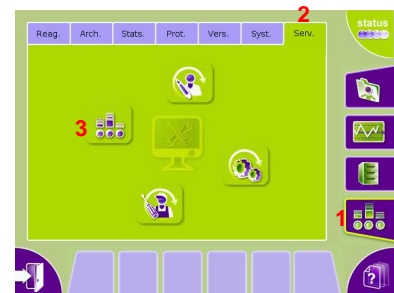 2
status
Reag. Arch. Stats. Prot. Vers. Syst. Serv.
3
1
?